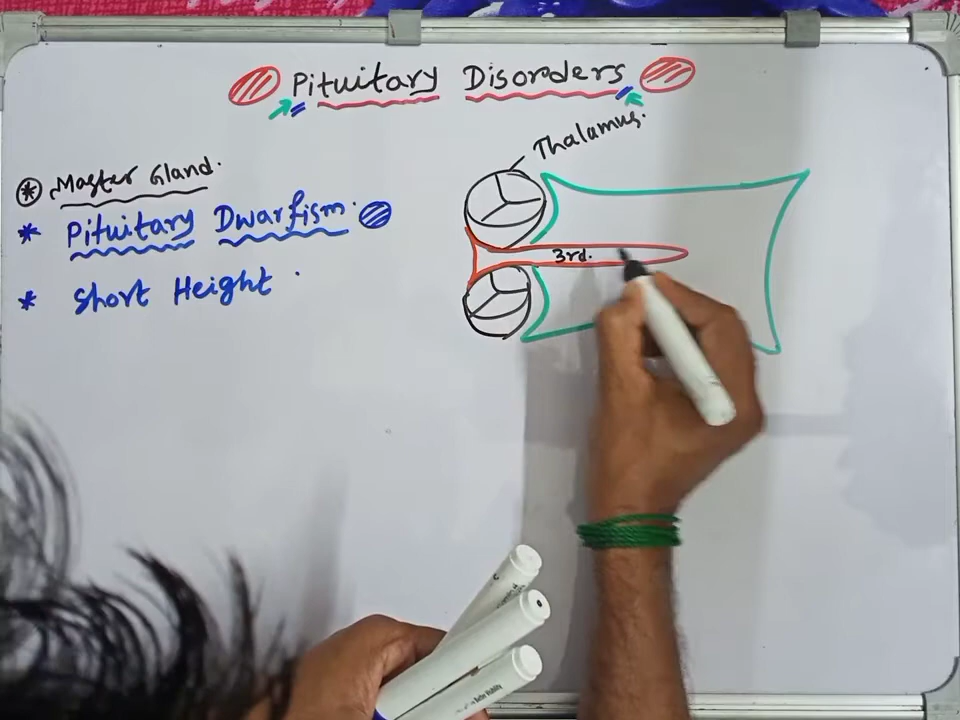 Pituitary Disorders
Thalamus.
* Master Gland.
* Pituitary Dwarfism.
* Short Height
3rd.